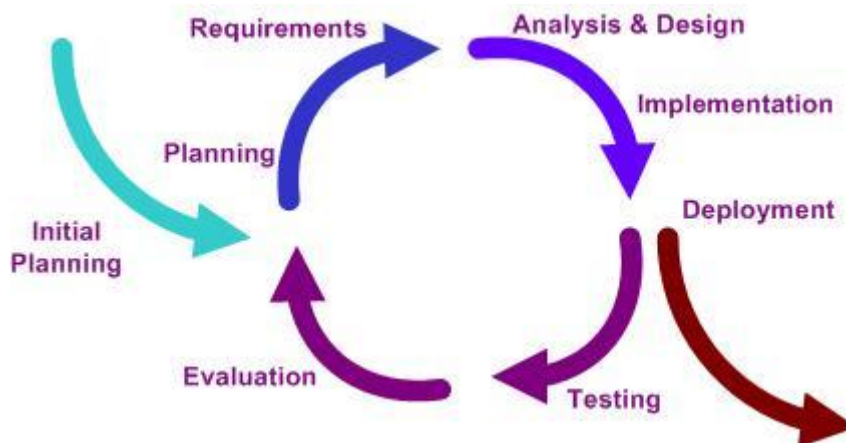 Requirements
Analysis & Design
Implementation
Planning
Deployment
Initial
Planning
Evaluation
Testing